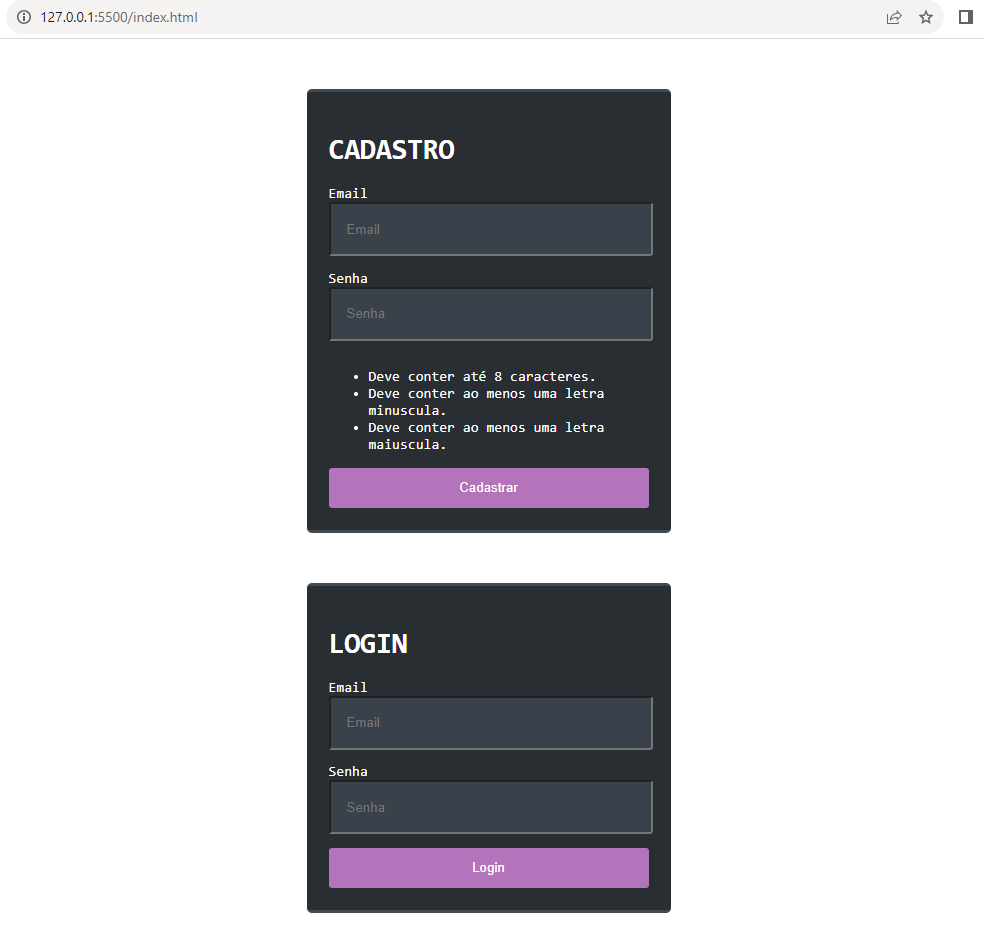 127.0.0.1:5500/index.html
CADASTRO
Email
Email
Senha
Senha
• Deve conter até 8 caracteres.
• Deve conter ao menos uma letra
minuscula.
• Deve conter ao menos uma letra
maiuscula.
Cadastrar
LOGIN
Email
Email
Senha
Senha
Login